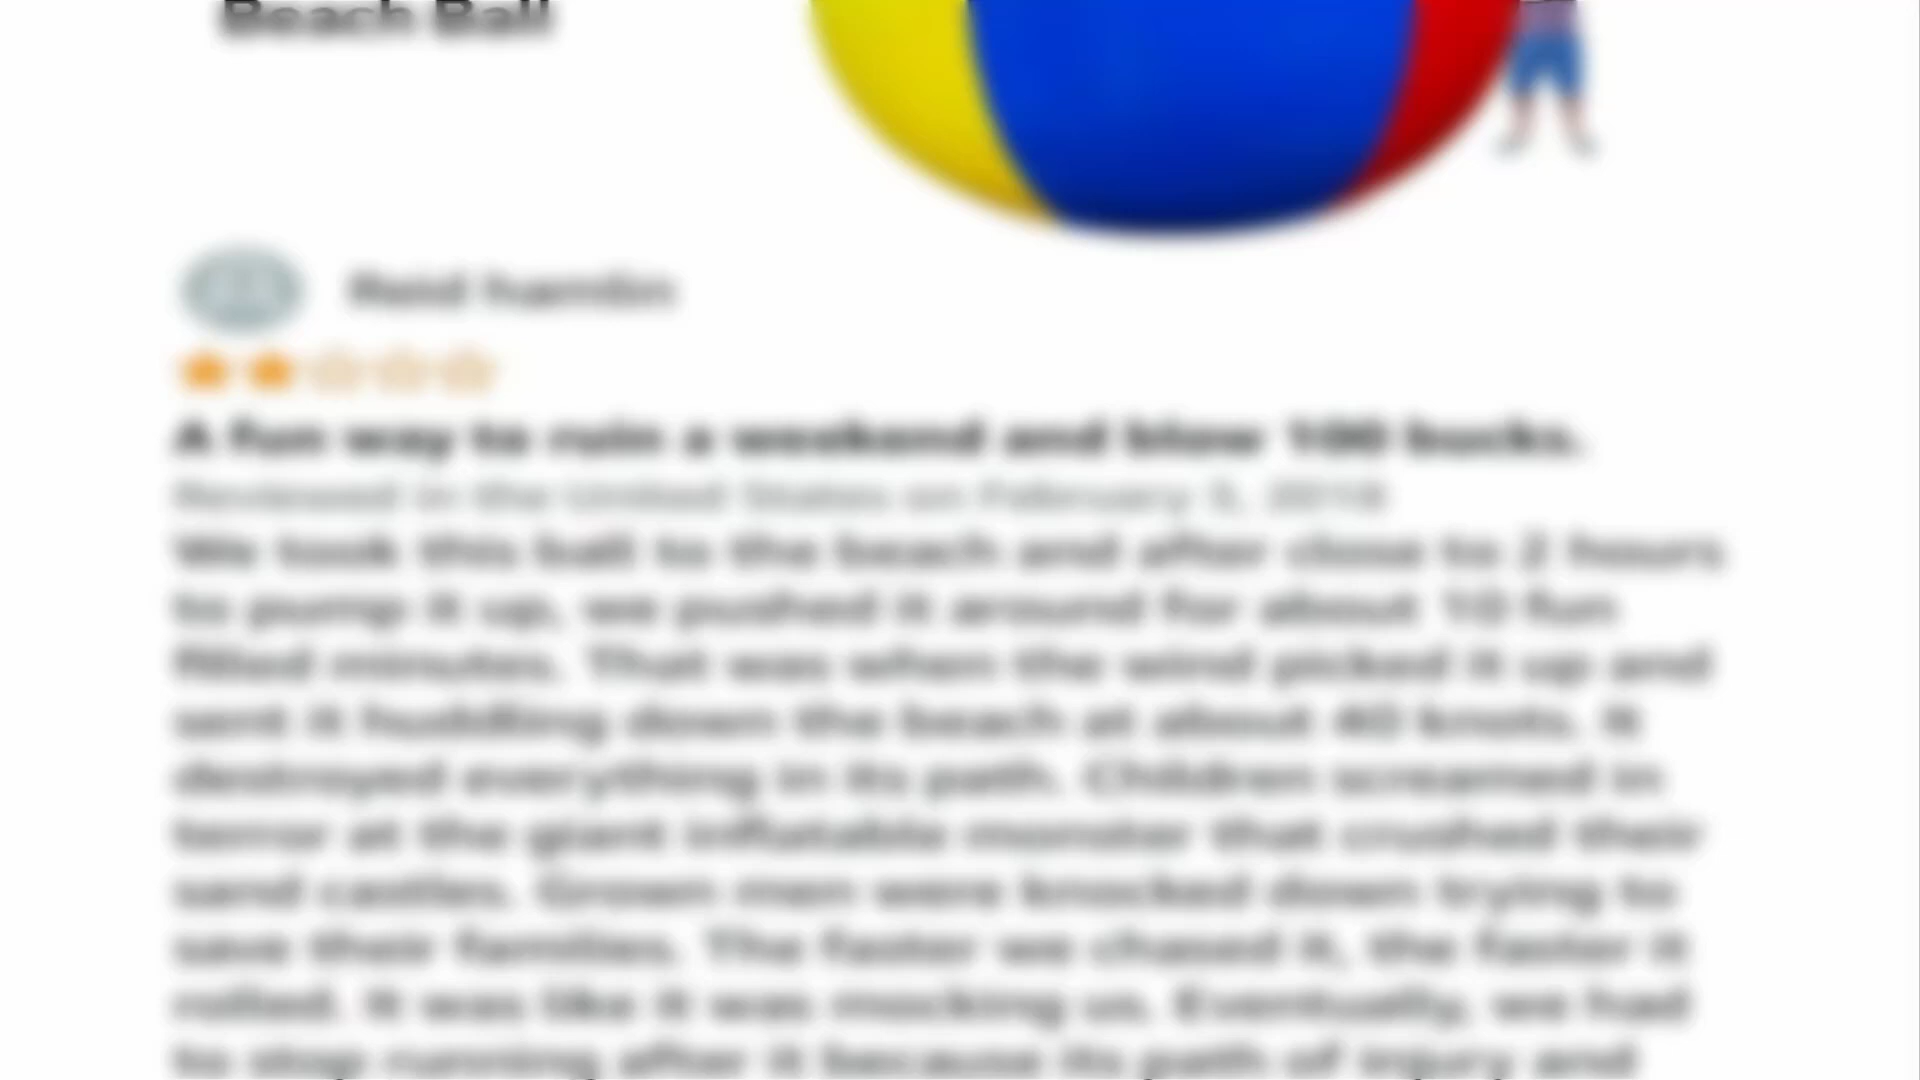 Beach Ball
Reid hamlin
A fun way to ruin a weekend and blow 100 bucks.
Reviewed in the United States on February 5, 2018
We took this ball to the beach and after close to 2 hours
to pump it up, we pushed it around for about 10 fun
filled minutes. That was when the wind picked it up and
sent it huddling down the beach at about 40 knots. It
destroyed everything in its path. Children screamed in
terror at the giant inflatable monster that crushed their
sand castles. Grown men were knocked down trying to
save their families. The faster we chased it, the faster it
rolled. It was like it was mocking us. Eventually, we had
to stop running after it because its path of injury and